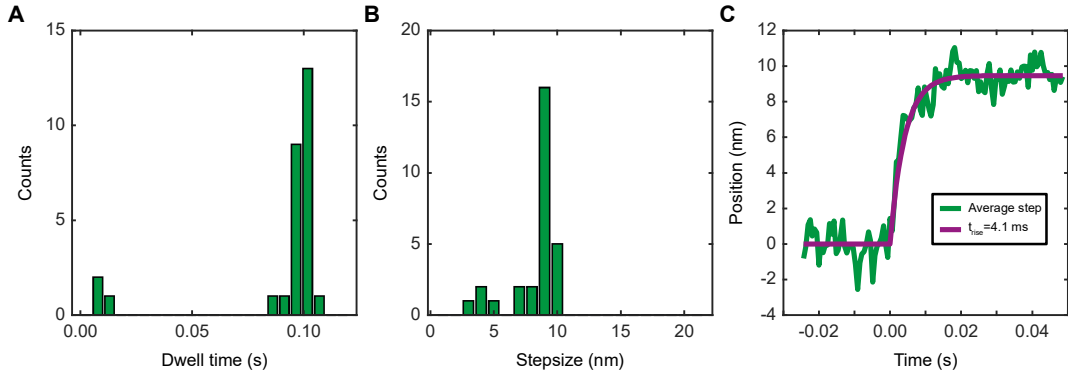 A
B
C
15
10
5
0
Counts
0.00
0.05
0.10
Dwell time (s)
20
15
10
5
0
Counts
0
5
10
15
20
Stepsize (nm)
12
10
8
6
4
2
0
-2
-4
Position (nm)
-0.02
0.00
0.02
0.04
Time (s)
Average step
t_rise=4.1 ms